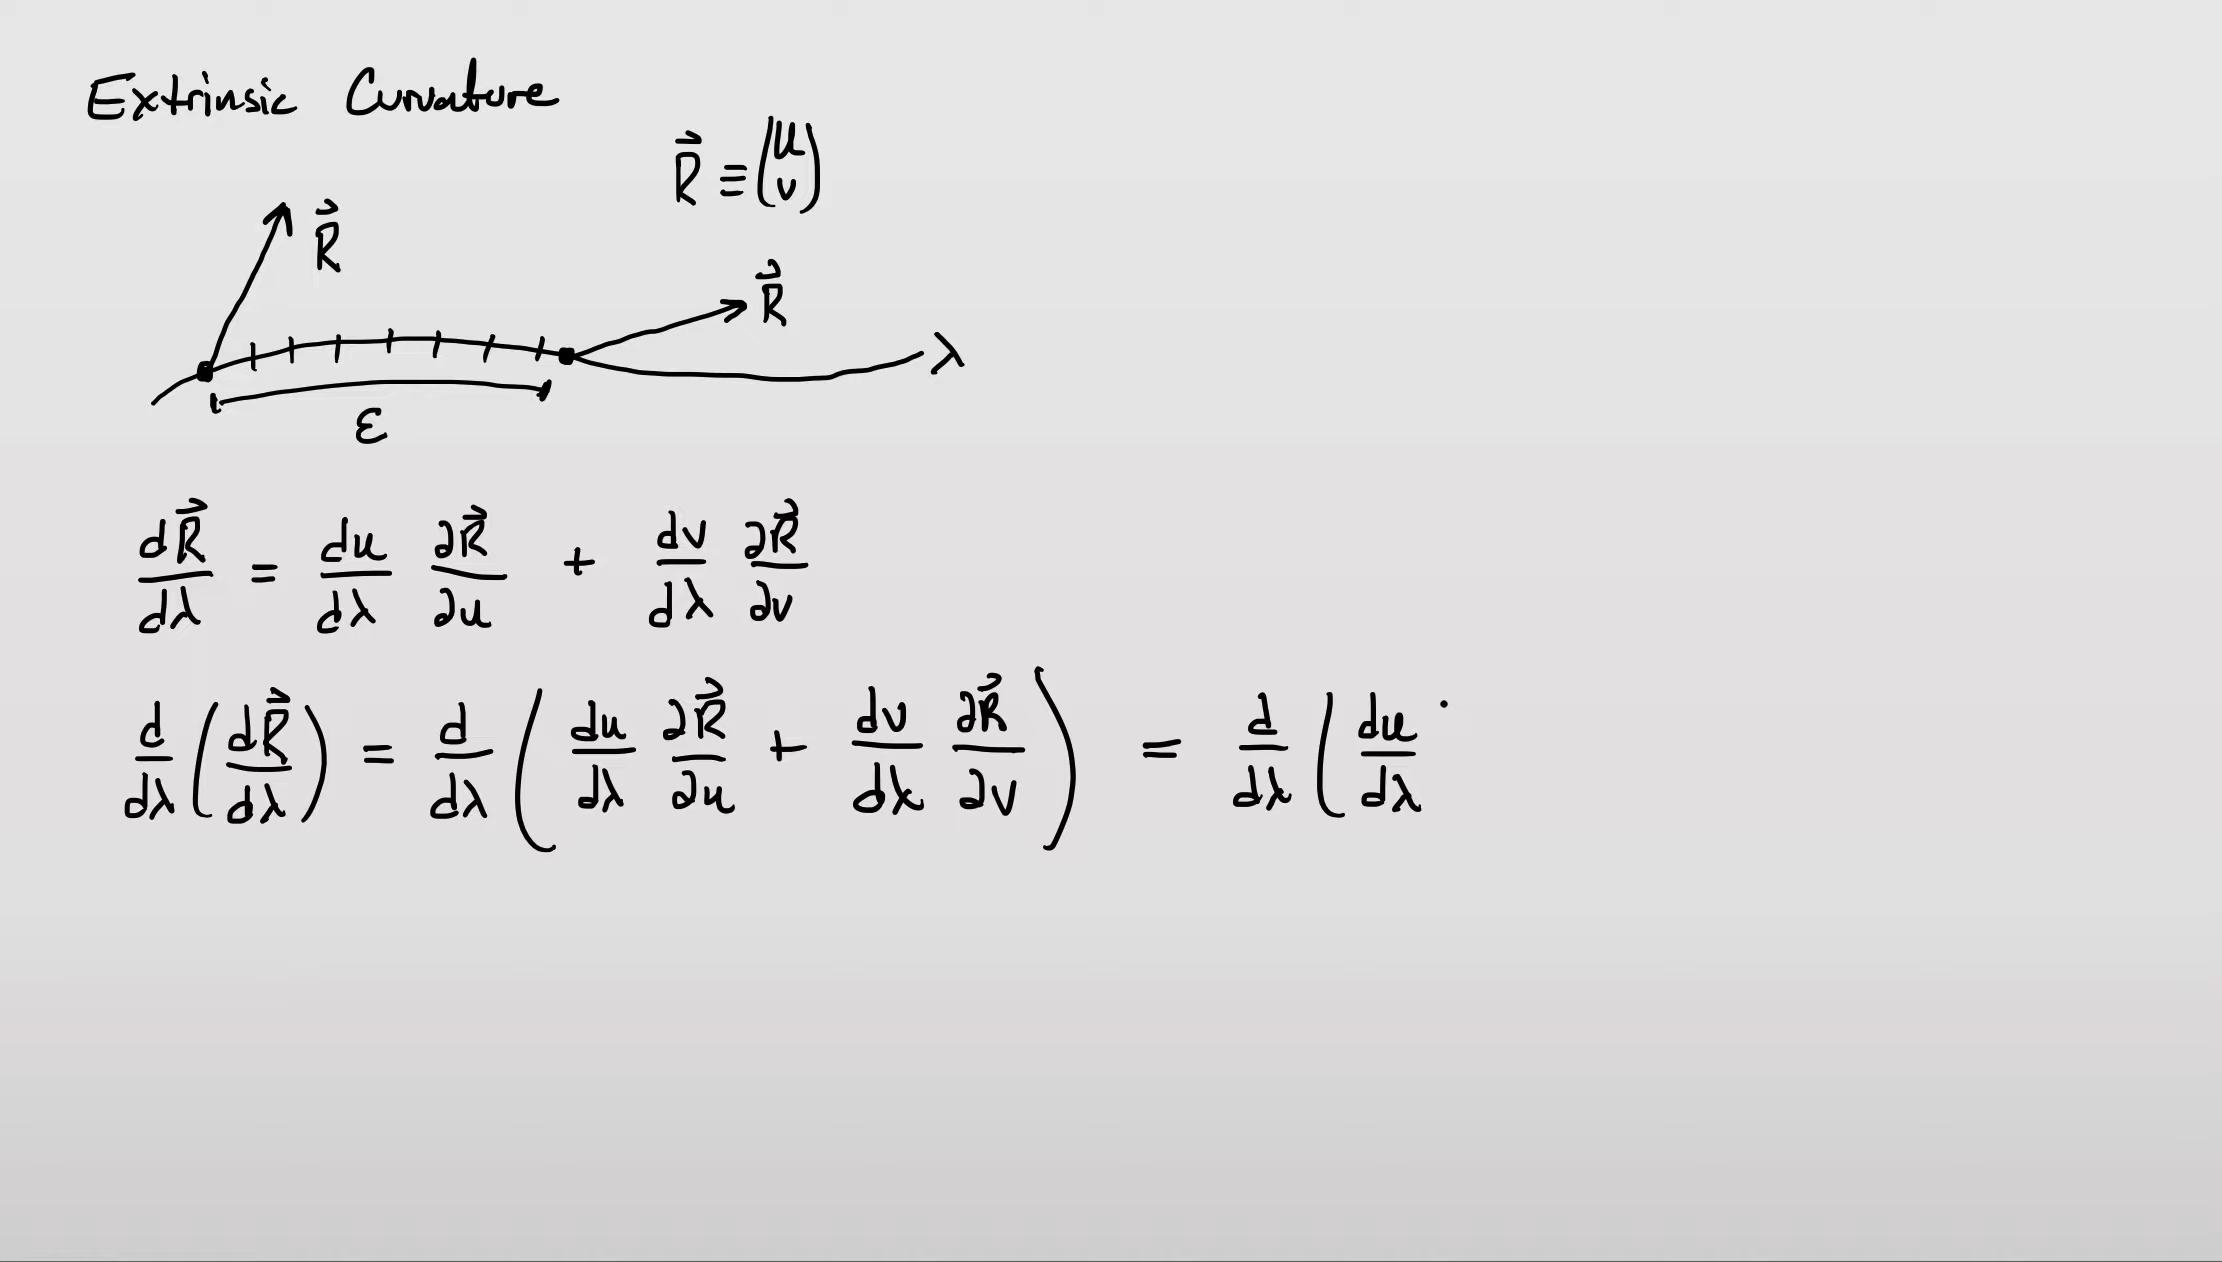 Extrinsic Curvature
R⃗ ≡ (u v)
R⃗
R⃗
λ
ε
dR⃗/dλ = du/dλ ∂R⃗/∂u + dv/dλ ∂R⃗/∂v
d/dλ (dR⃗/dλ) = d/dλ (du/dλ ∂R⃗/∂u + dv/dλ ∂R⃗/∂v) = d/dλ (du/dλ